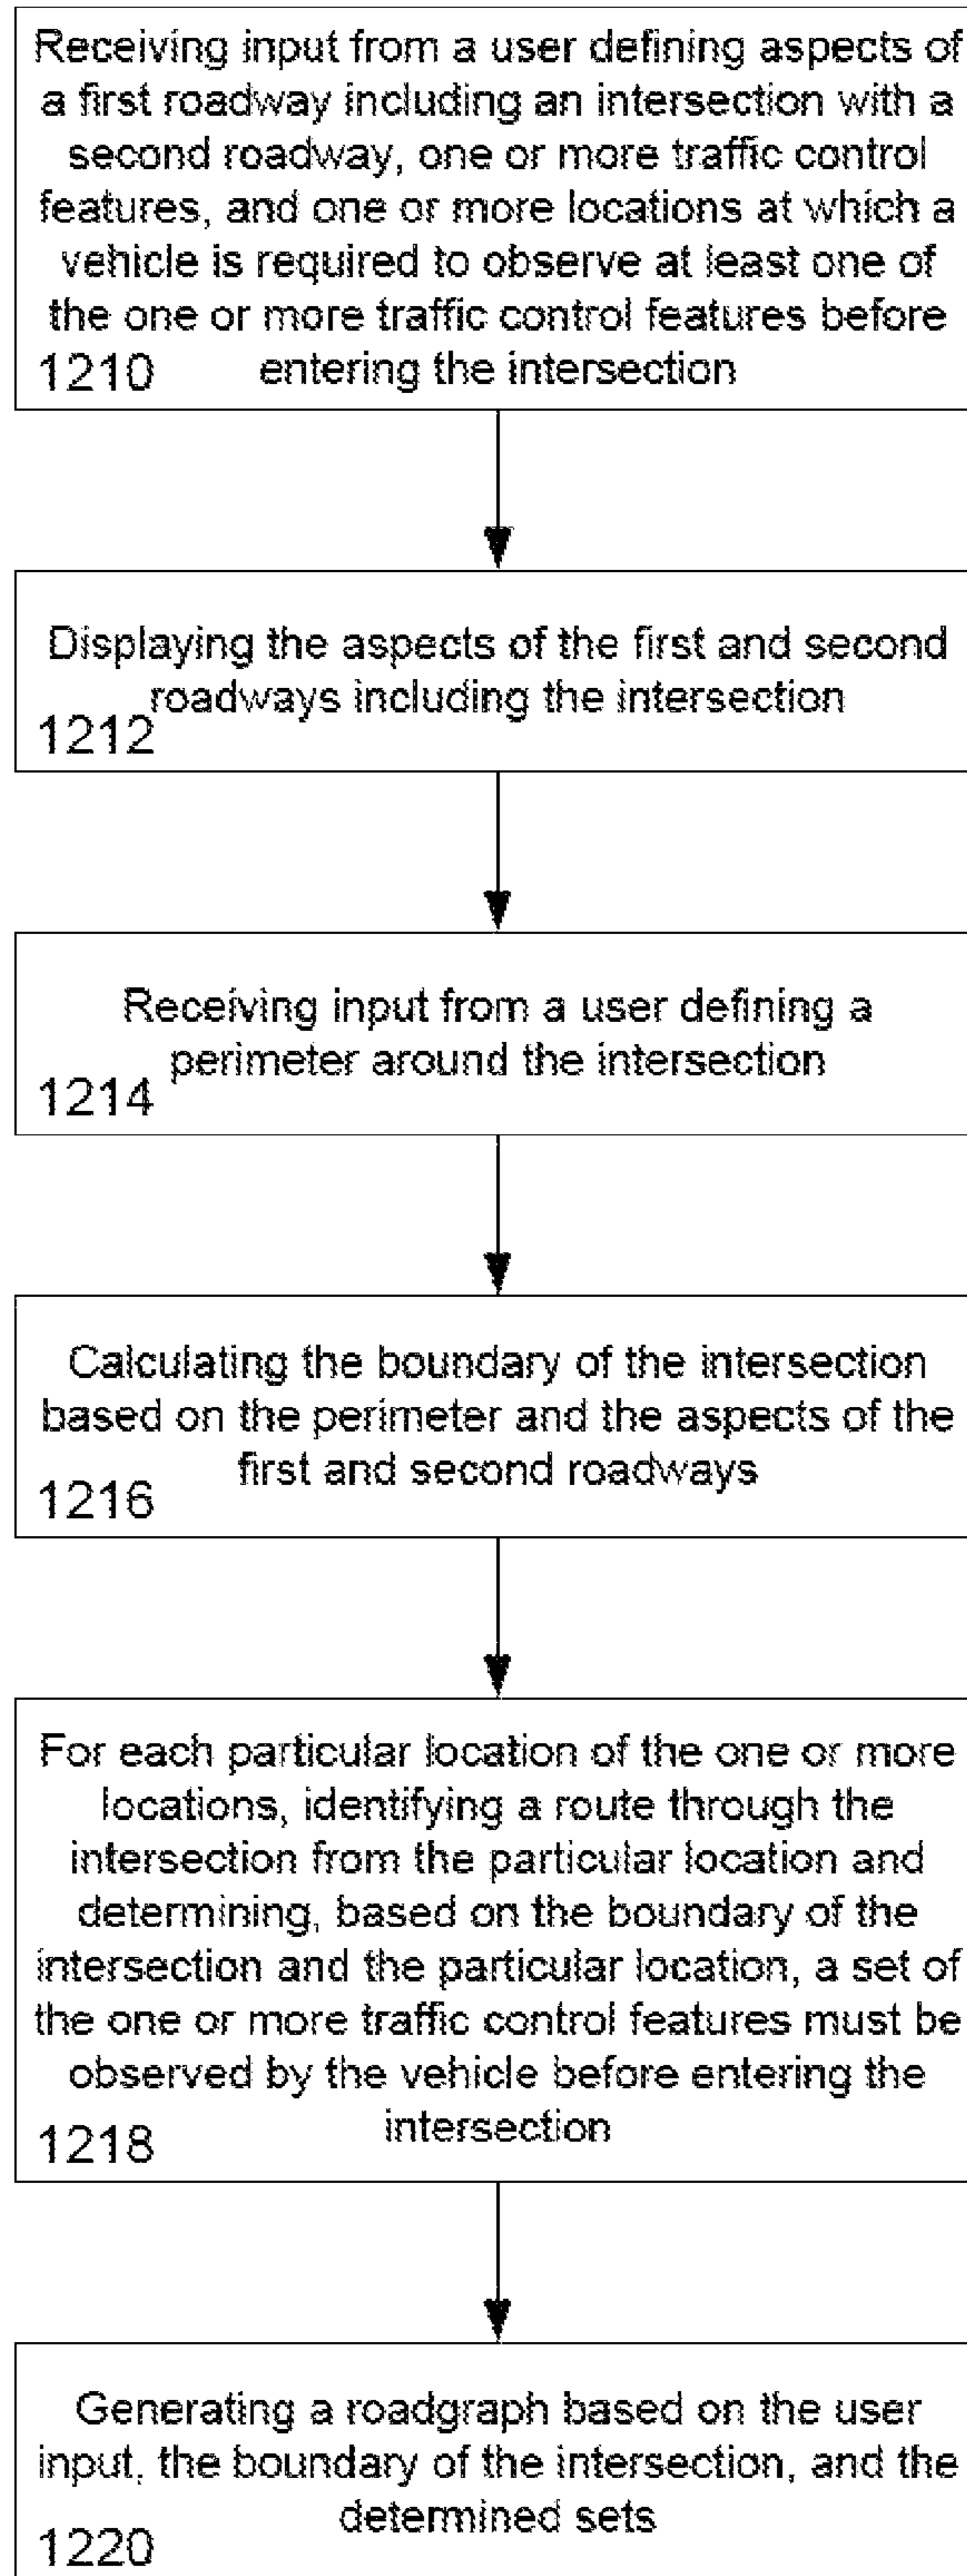 Receiving input from a user defining aspects of
a first roadway including an intersection with a
second roadway, one or more traffic control
features, and one or more locations at which a
vehicle is required to observe at least one of
the one or more traffic control features before
1210 entering the intersection
Displaying the aspects of the first and second
roadways including the intersection
1212
Receiving input from a user defining a
perimeter around the intersection
1214
Calculating the boundary of the intersection
based on the perimeter and the aspects of the
first and second roadways
1216
For each particular location of the one or more
locations, identifying a route through the
intersection from the particular location and
determining, based on the boundary of the
intersection and the particular location, a set of
the one or more traffic control features must be
observed by the vehicle before entering the
intersection
1218
Generating a roadgraph based on the user
input, the boundary of the intersection, and the
determined sets
1220